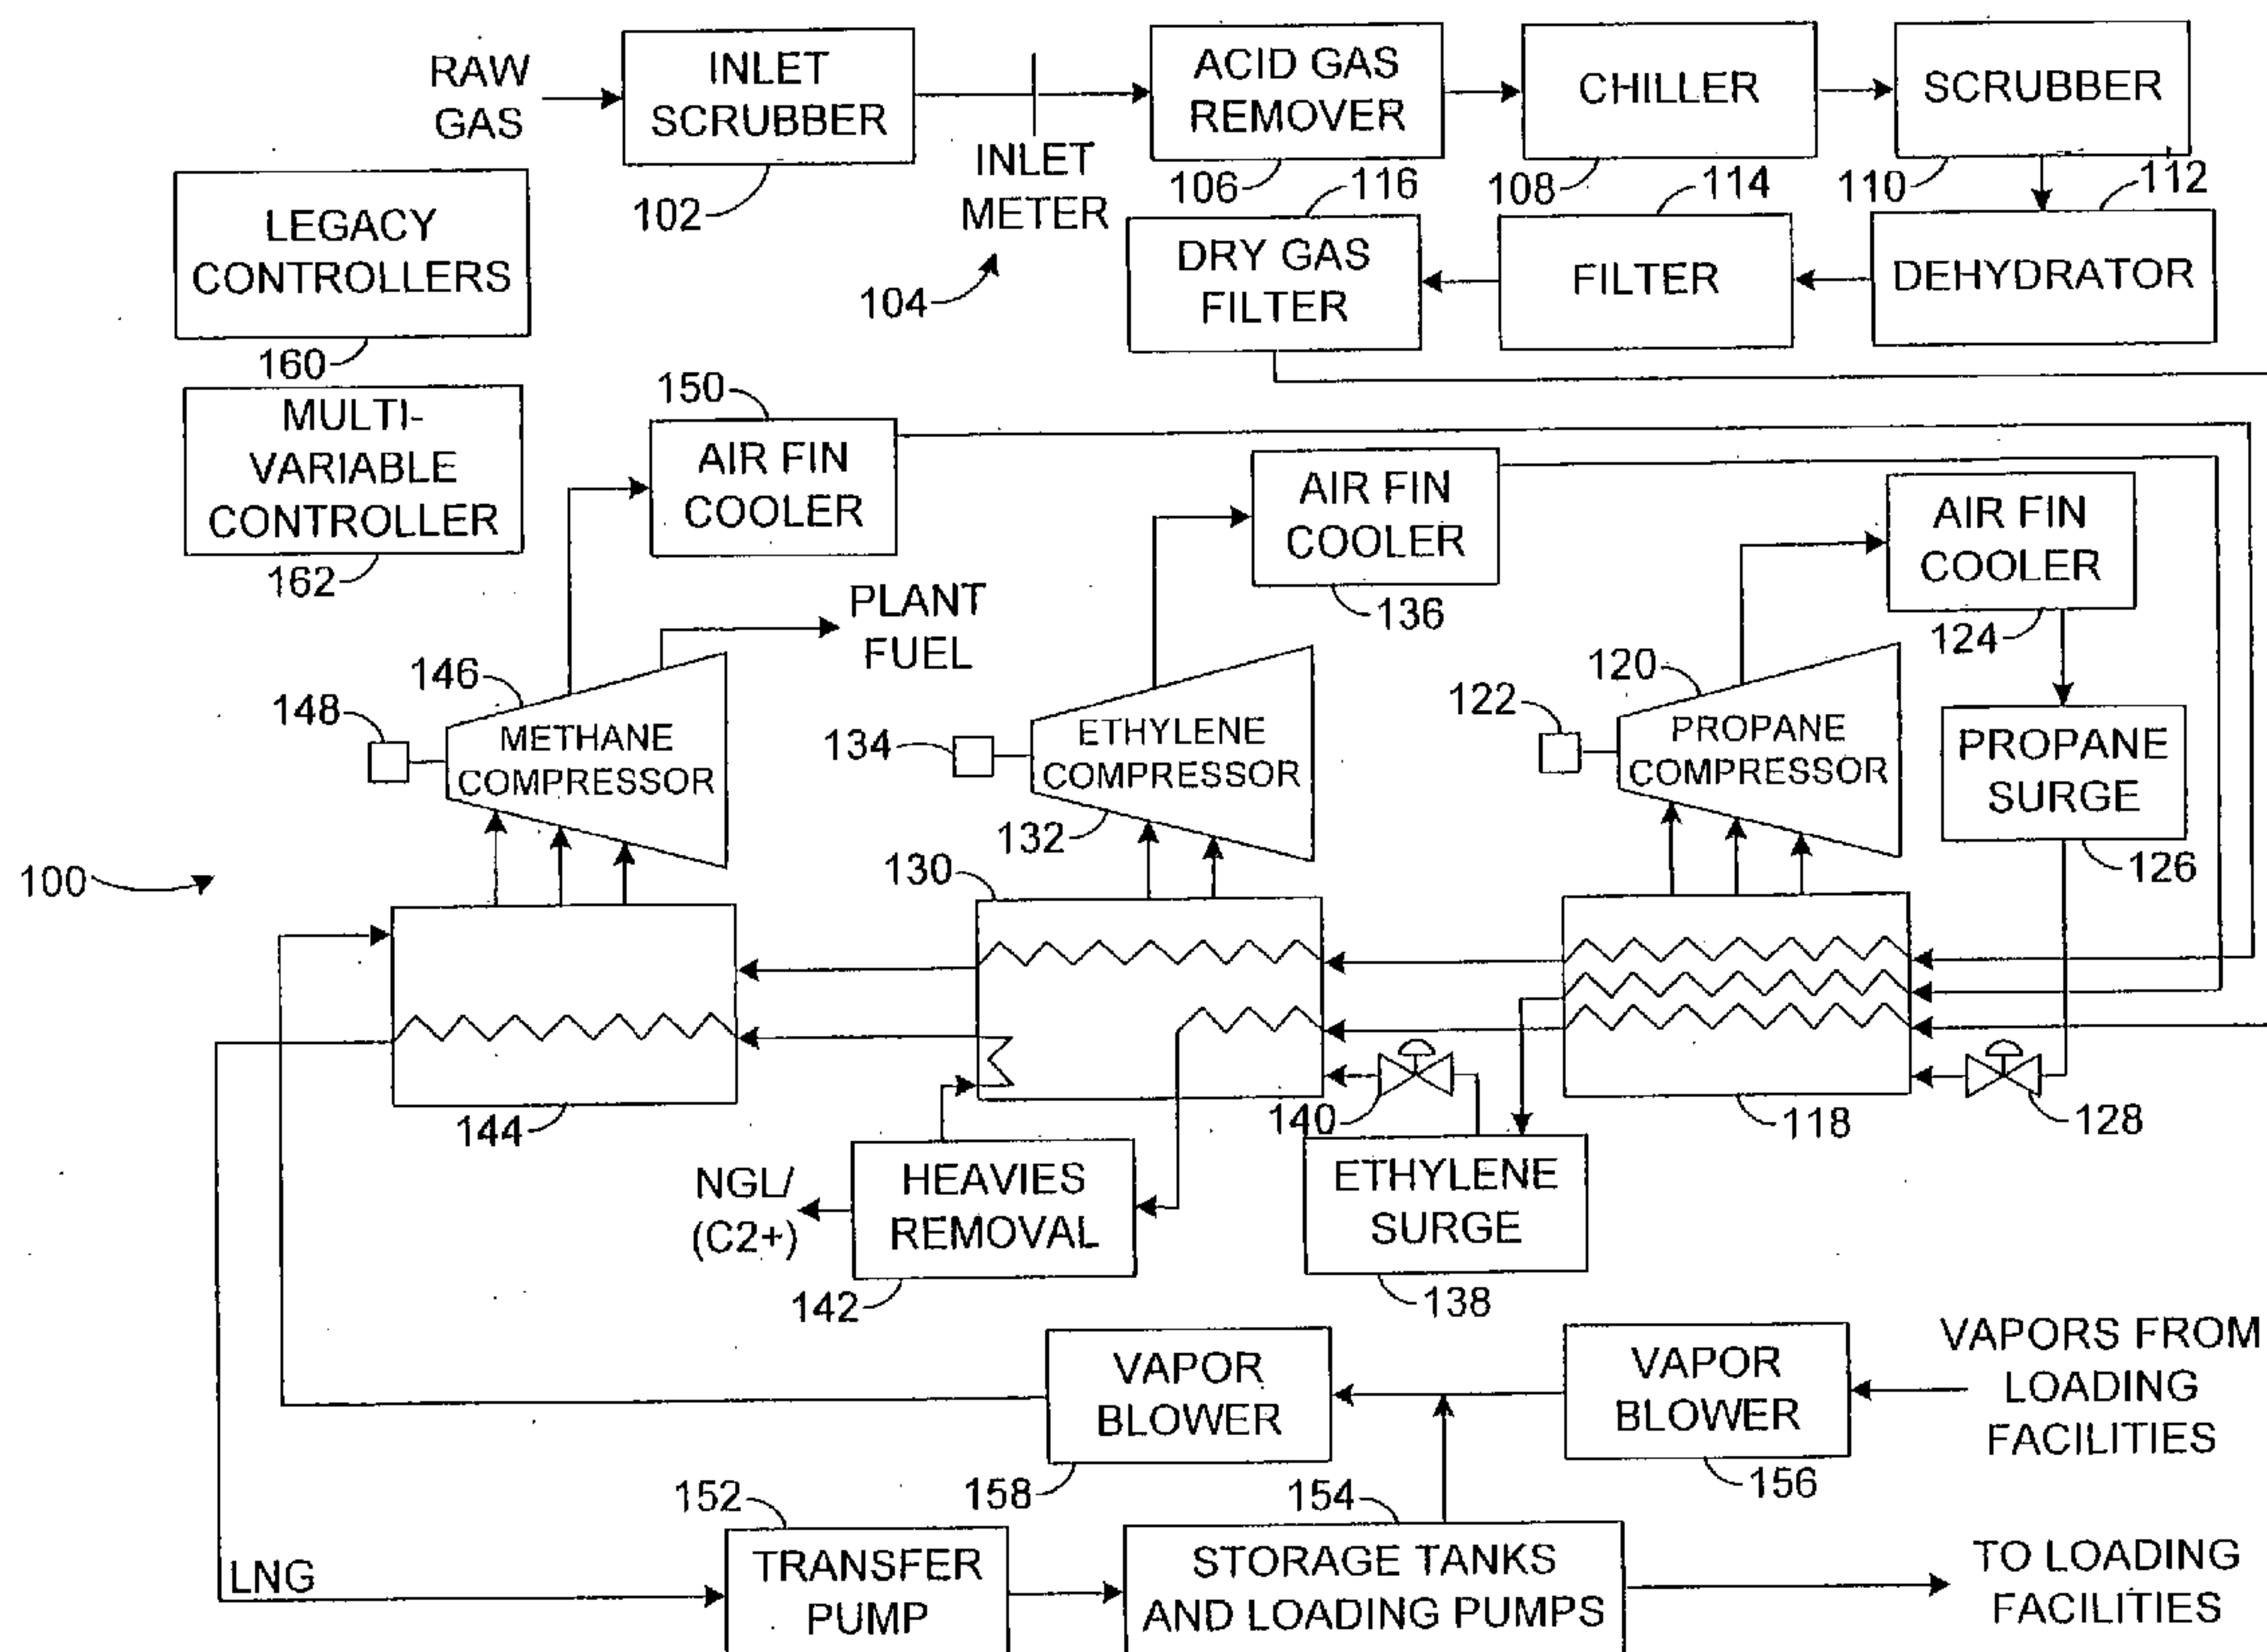 RAW
GAS
INLET
SCRUBBER
102
INLET
METER
104
ACID GAS
REMOVER
106
CHILLER
108
SCRUBBER
110
112
DEHYDRATOR
114
FILTER
116
DRY GAS
FILTER
LEGACY
CONTROLLERS
160
MULTI-
VARIABLE
CONTROLLER
162
150
AIR FIN
COOLER
AIR FIN
COOLER
136
AIR FIN
COOLER
124
PLANT
FUEL
146
148
METHANE
COMPRESSOR
134
ETHYLENE
COMPRESSOR
132
120
122
PROPANE
COMPRESSOR
PROPANE
SURGE
126
100
130
144
140
118
128
NGL/
(C2+)
HEAVIES
REMOVAL
142
ETHYLENE
SURGE
138
VAPOR
BLOWER
158
VAPOR
BLOWER
156
VAPORS FROM
LOADING
FACILITIES
LNG
152
TRANSFER
PUMP
154
STORAGE TANKS
AND LOADING PUMPS
TO LOADING
FACILITIES